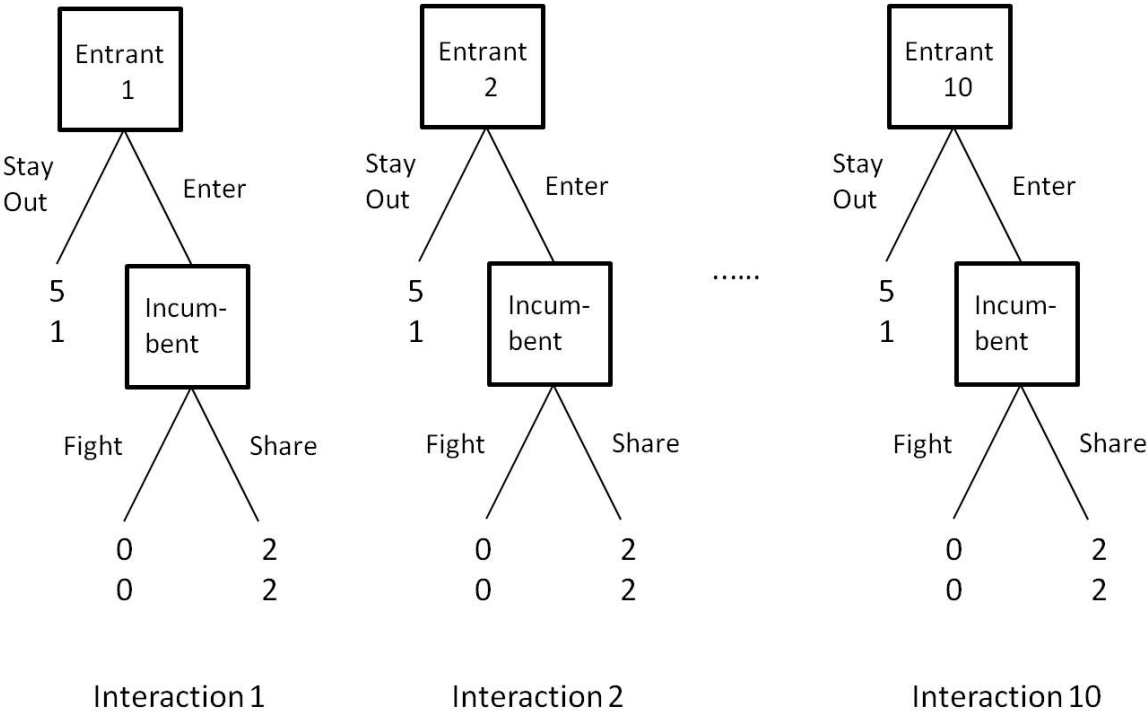 Entrant
1
Stay
Out
Enter
5
1
Incum-
bent
Fight
Share
0
0
2
2
Interaction 1
Entrant
2
Stay
Out
Enter
5
1
Incum-
bent
Fight
Share
0
0
2
2
Interaction 2
......
Entrant
10
Stay
Out
Enter
5
1
Incum-
bent
Fight
Share
0
0
2
2
Interaction 10